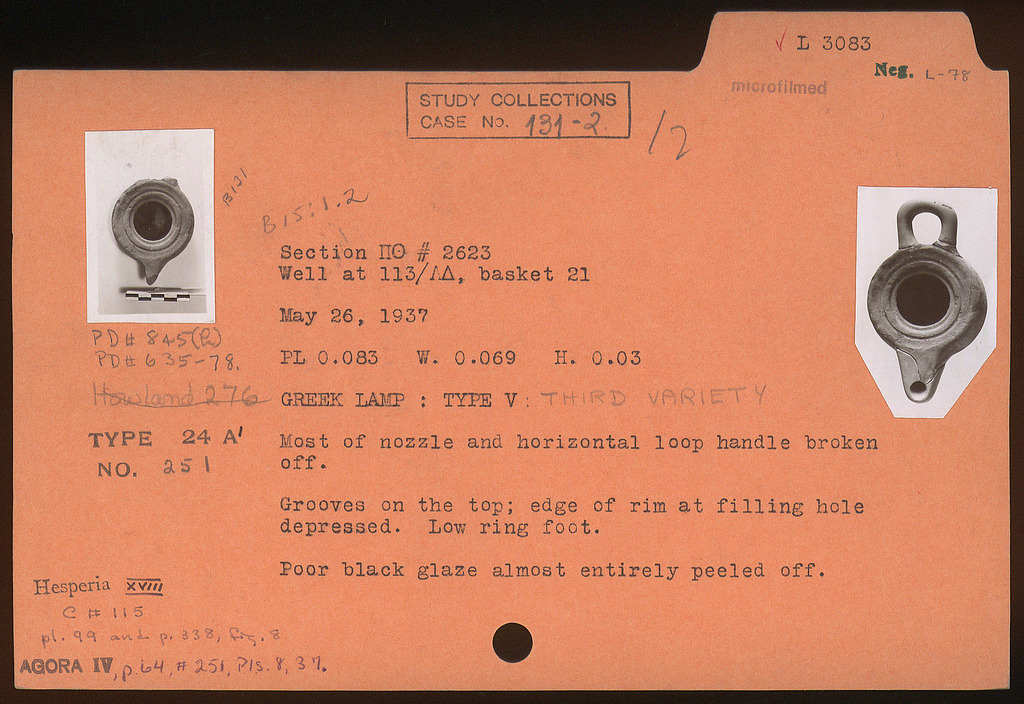 ✓ L 3083
Neg. L-78
microfilmed
STUDY COLLECTIONS
CASE No. 131-2
12
B131
B 15:1.2
Section ΠΘ # 2623
Well at 113/ΛΔ, basket 21
May 26, 1937
PL 0.083 W. 0.069 H. 0.03
PD# 845(h)
PD# 635-78.
Howland 276
GREEK LAMP : TYPE V: THIRD VARIETY
TYPE 24 A'
NO. 251
Most of nozzle and horizontal loop handle broken
off.
Grooves on the top; edge of rim at filling hole
depressed. Low ring foot.
Poor black glaze almost entirely peeled off.
Hesperia XVIII
C # 115
pl. 99 and p. 338, fig. 8
AGORA IV, p. 64, # 251, Pls. 8, 37.